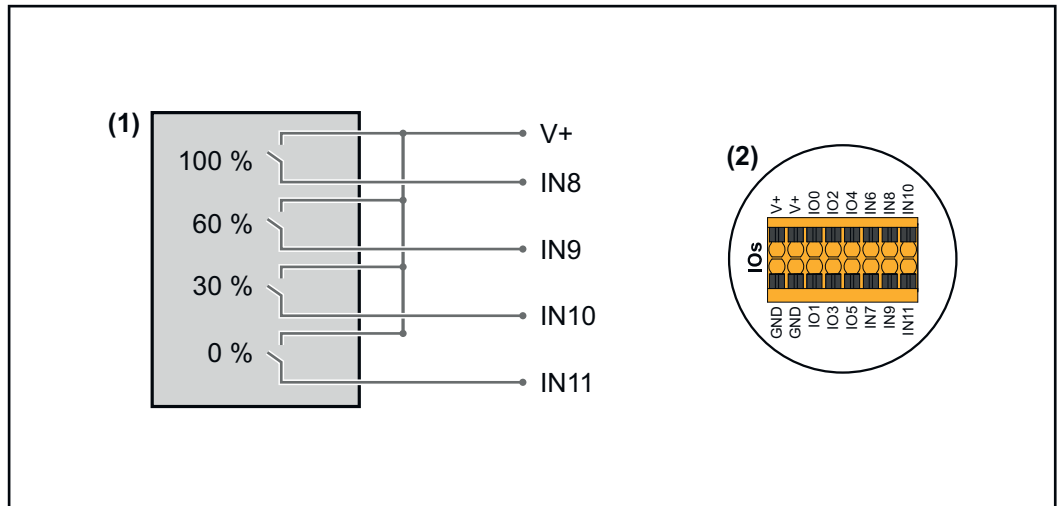 (1)
100 %
60 %
30 %
0 %
V+
IN8
IN9
IN10
IN11
(2)
V+ V+ IO0 IO2 IO4 IN6 IN8 IN10
IOs
GND GND IO1 IO3 IO5 IN7 IN9 IN11